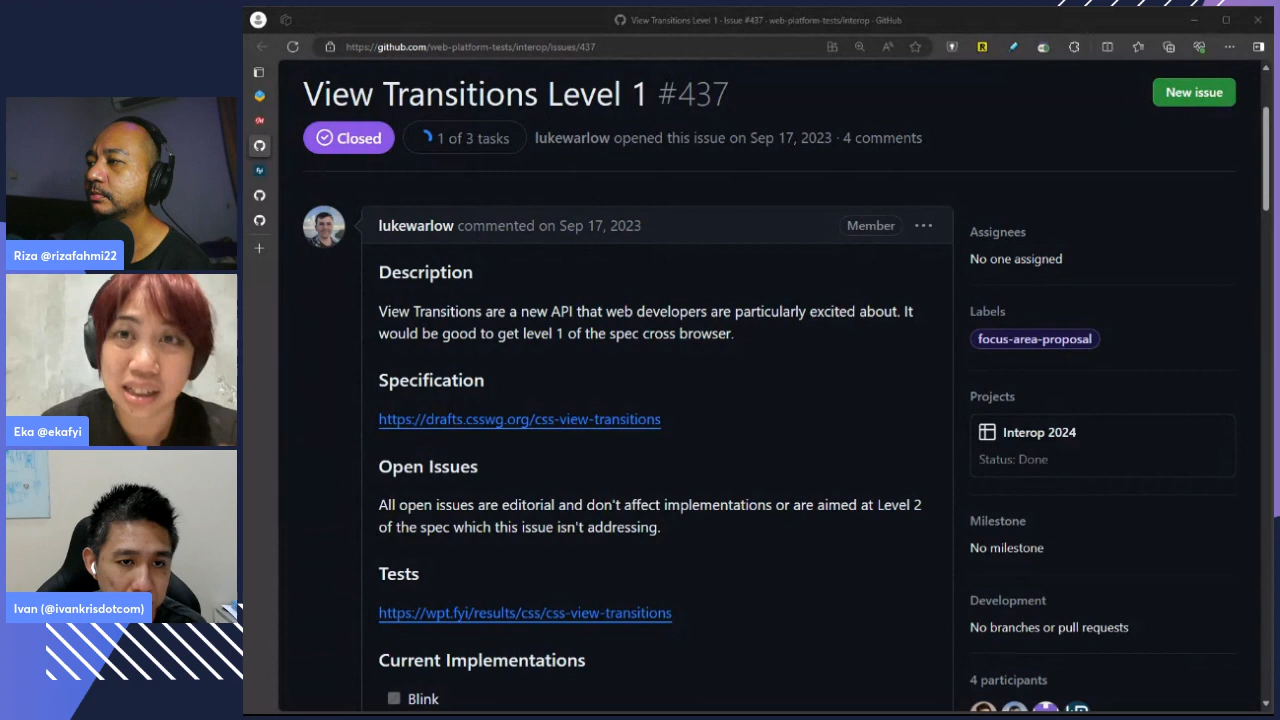 View Transitions Level 1 · Issue #437 · web-platform-tests/interop · GitHub
https://github.com/web-platform-tests/interop/issues/437
View Transitions Level 1 #437
New issue
Closed
1 of 3 tasks
lukewarlow opened this issue on Sep 17, 2023 · 4 comments
lukewarlow commented on Sep 17, 2023
Member
Description
View Transitions are a new API that web developers are particularly excited about. It
would be good to get level 1 of the spec cross browser.
Specification
https://drafts.csswg.org/css-view-transitions
Open Issues
All open issues are editorial and don't affect implementations or are aimed at Level 2
of the spec which this issue isn't addressing.
Tests
https://wpt.fyi/results/css/css-view-transitions
Current Implementations
Blink
Assignees
No one assigned
Labels
focus-area-proposal
Projects
Interop 2024
Status: Done
Milestone
No milestone
Development
No branches or pull requests
4 participants
Riza @rizafahmi22
Eka @ekafyi
Ivan (@ivankrisdotcom)